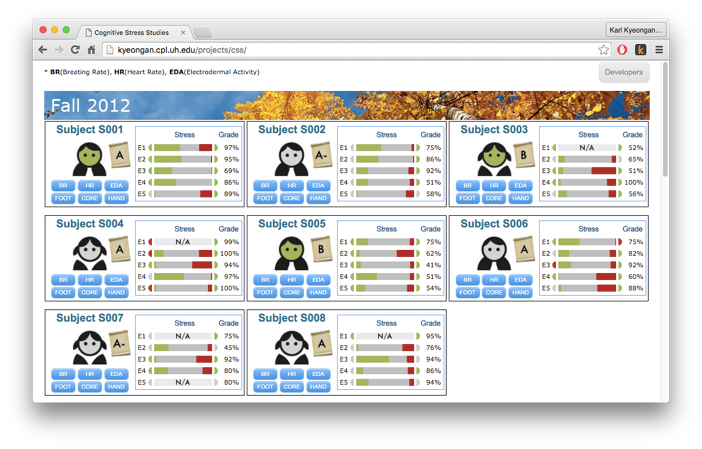 Cognitive Stress Studies
Karl Kyeongan...
kyeongan.cpl.uh.edu/projects/css/
* BR(Breating Rate), HR(Heart Rate), EDA(Electrodermal Activity)
Developers
Fall 2012
Subject S001
A
BR HR EDA
FOOT CORE HAND
Stress Grade
E1 97%
E2 95%
E3 69%
E4 86%
E5 89%
Subject S002
A-
BR HR EDA
FOOT CORE HAND
Stress Grade
E1 75%
E2 86%
E3 92%
E4 51%
E5 58%
Subject S003
B
BR HR EDA
FOOT CORE HAND
Stress Grade
E1 N/A 52%
E2 65%
E3 51%
E4 100%
E5 56%
Subject S004
A
BR HR EDA
FOOT CORE HAND
Stress Grade
E1 N/A 99%
E2 100%
E3 94%
E4 97%
E5 100%
Subject S005
B
BR HR EDA
FOOT CORE HAND
Stress Grade
E1 75%
E2 62%
E3 41%
E4 51%
E5 54%
Subject S006
A
BR HR EDA
FOOT CORE HAND
Stress Grade
E1 75%
E2 82%
E3 92%
E4 60%
E5 88%
Subject S007
A-
BR HR EDA
FOOT CORE HAND
Stress Grade
E1 N/A 75%
E2 45%
E3 92%
E4 80%
E5 N/A 80%
Subject S008
A
BR HR EDA
FOOT CORE HAND
Stress Grade
E1 N/A 95%
E2 76%
E3 94%
E4 86%
E5 94%